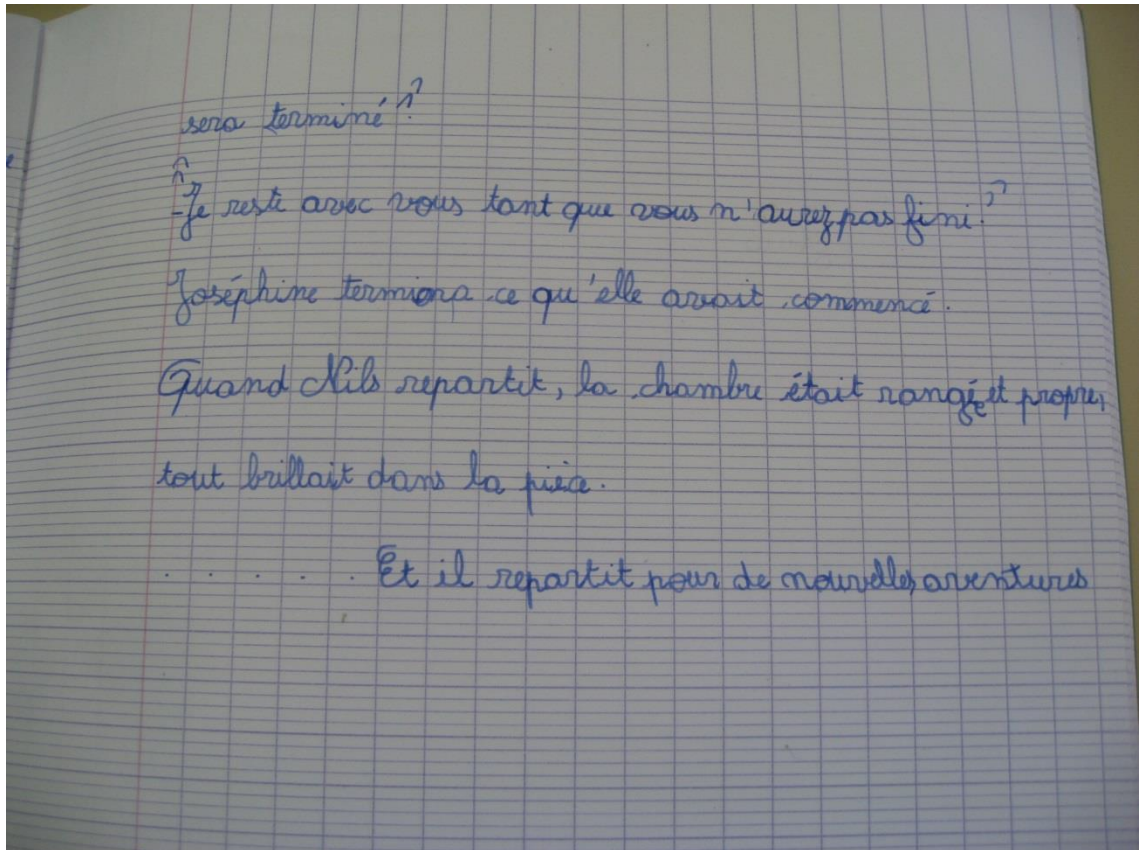 sera terminé ?
-Je reste avec vous tant que vous n'aurez pas fini !
Joséphine termiona ce qu'elle avait commencé.
Quand Nils repartit, la chambre était rangée et propre,
tout brillait dans la pièce.
. . . . . Et il repartit pour de nouvelles aventures